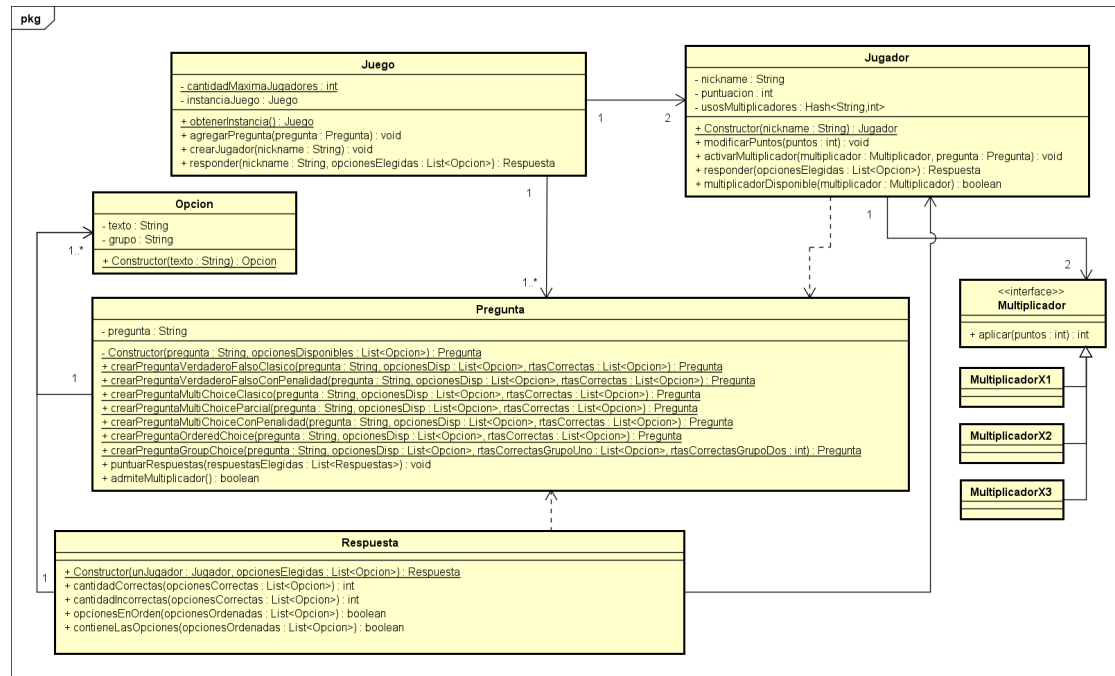 pkg
Juego
- cantidadMaximaJugadores : int
- instanciaJuego : Juego
+ obtenerInstancia() : Juego
+ agregarPregunta(pregunta : Pregunta) : void
+ crearJugador(nickname : String) : void
+ responder(nickname : String, opcionesElegidas : List<Opcion>) : Respuesta
1
2
1
1..*
Jugador
- nickname : String
- puntuacion : int
- usosMultiplicadores : Hash<String,int>
+ Constructor(nickname : String) : Jugador
+ modificarPuntos(puntos : int) : void
+ activarMultiplicador(multiplicador : Multiplicador, pregunta : Pregunta) : void
+ responder(opcionesElegidas : List<Opcion>) : Respuesta
+ multiplicadorDisponible(multiplicador : Multiplicador) : boolean
1
2
Opcion
- texto : String
- grupo : String
+ Constructor(texto : String) : Opcion
1..*
<<interface>>
Multiplicador
+ aplicar(puntos : int) : int
MultiplicadorX1
MultiplicadorX2
MultiplicadorX3
Pregunta
- pregunta : String
- Constructor(pregunta : String, opcionesDisponibles : List<Opcion>) : Pregunta
+ crearPreguntaVerdaderoFalsoClasico(pregunta : String, opcionesDisp : List<Opcion>, rtasCorrectas : List<Opcion>) : Pregunta
+ crearPreguntaVerdaderoFalsoConPenalidad(pregunta : String, opcionesDisp : List<Opcion>, rtasCorrectas : List<Opcion>) : Pregunta
+ crearPreguntaMultiChoiceClasico(pregunta : String, opcionesDisp : List<Opcion>, rtasCorrectas : List<Opcion>) : Pregunta
+ crearPreguntaMultiChoiceParcial(pregunta : String, opcionesDisp : List<Opcion>, rtasCorrectas : List<Opcion>) : Pregunta
+ crearPreguntaMultiChoiceConPenalidad(pregunta : String, opcionesDisp : List<Opcion>, rtasCorrectas : List<Opcion>) : Pregunta
+ crearPreguntaOrderedChoice(pregunta : String, opcionesDisp : List<Opcion>, rtasCorrectas : List<Opcion>) : Pregunta
+ crearPreguntaGroupChoice(pregunta : String, opcionesDisp : List<Opcion>, rtasCorrectasGrupoUno : List<Opcion>, rtasCorrectasGrupoDos : int) : Pregunta
+ puntuarRespuestas(respuestasElegidas : List<Respuestas>) : void
+ admiteMultiplicador() : boolean
1
Respuesta
+ Constructor(unJugador : Jugador, opcionesElegidas : List<Opcion>) : Respuesta
+ cantidadCorrectas(opcionesCorrectas : List<Opcion>) : int
+ cantidadIncorrectas(opcionesCorrectas : List<Opcion>) : int
+ opcionesEnOrden(opcionesOrdenadas : List<Opcion>) : boolean
+ contieneLasOpciones(opcionesOrdenadas : List<Opcion>) : boolean
1